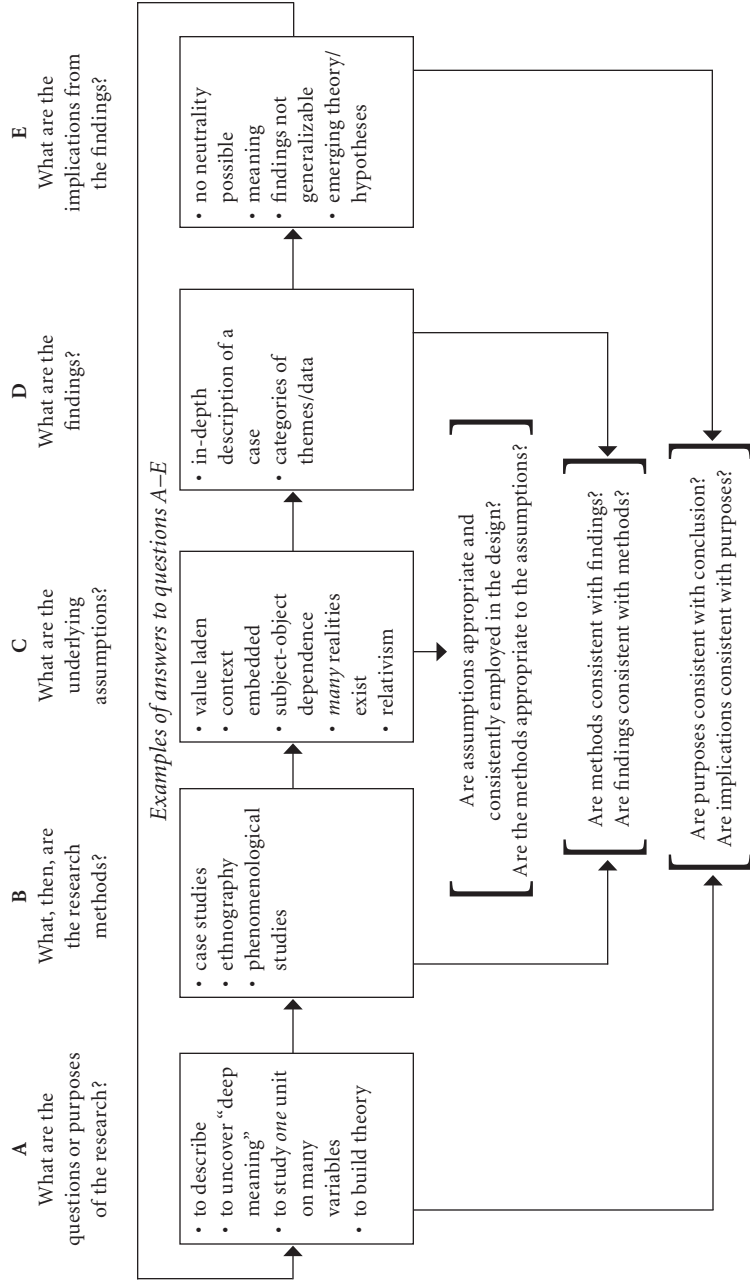 A
What are the
questions or purposes
of the research?
B
What, then, are
the research
methods?
C
What are the
underlying
assumptions?
D
What are the
findings?
E
What are the
implications from
the findings?
Examples of answers to questions A–E
• to describe
• to uncover “deep
meaning”
• to study one unit
on many
variables
• to build theory
• case studies
• ethnography
• phenomenological
studies
• value laden
• context
embedded
• subject-object
dependence
• many realities
exist
• relativism
• in-depth
description of a
case
• categories of
themes/data
• no neutrality
possible
• meaning
• findings not
generalizable
• emerging theory/
hypotheses
Are assumptions appropriate and
consistently employed in the design?
Are the methods appropriate to the assumptions?
Are methods consistent with findings?
Are findings consistent with methods?
Are purposes consistent with conclusion?
Are implications consistent with purposes?